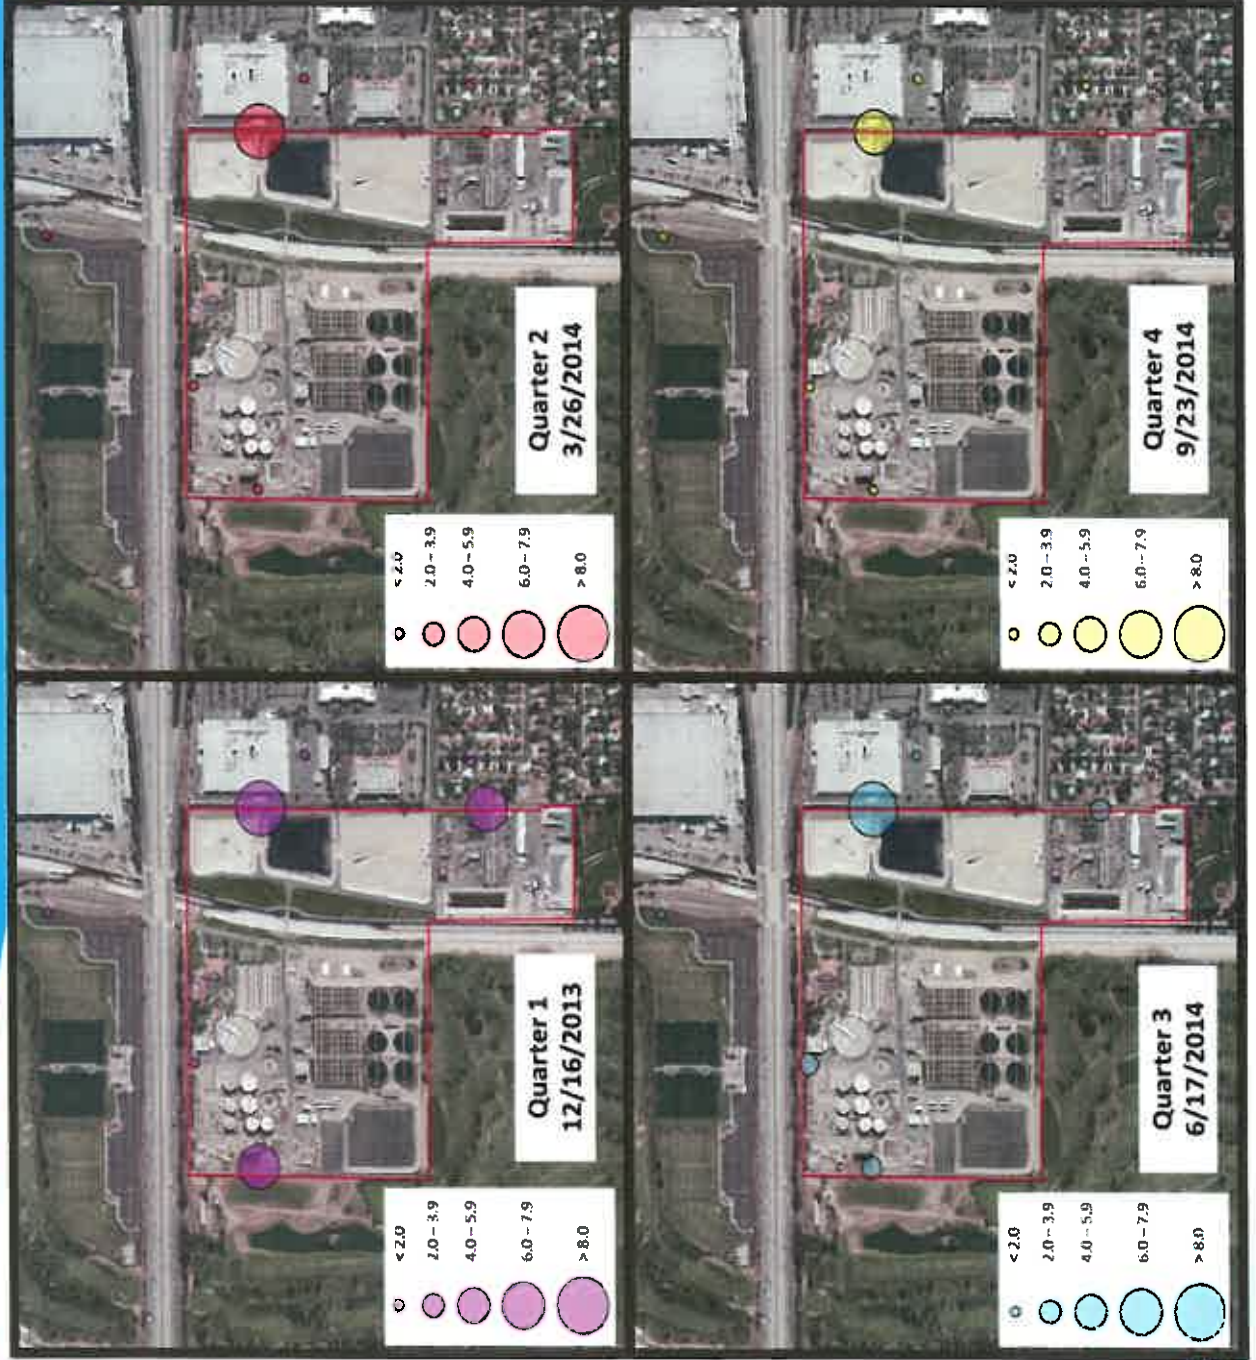 Quarter 1
12/16/2013
< 2.0
2.0 – 3.9
4.0 – 5.9
6.0 – 7.9
> 8.0
Quarter 2
3/26/2014
< 2.0
2.0 – 3.9
4.0 – 5.9
6.0 – 7.9
> 8.0
Quarter 3
6/17/2014
< 2.0
2.0 – 3.9
4.0 – 5.9
6.0 – 7.9
> 8.0
Quarter 4
9/23/2014
< 2.0
2.0 – 3.9
4.0 – 5.9
6.0 – 7.9
> 8.0